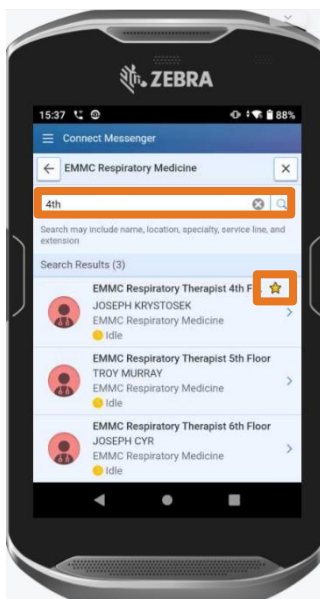 ZEBRA
15:37 88%
Connect Messenger
EMMC Respiratory Medicine
4th
Search may include name, location, specialty, service line, and
extension
Search Results (3)
EMMC Respiratory Therapist 4th F...
JOSEPH KRYSTOSEK
EMMC Respiratory Medicine
Idle
EMMC Respiratory Therapist 5th Floor
TROY MURRAY
EMMC Respiratory Medicine
Idle
EMMC Respiratory Therapist 6th Floor
JOSEPH CYR
EMMC Respiratory Medicine
Idle